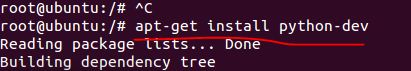 root@ubuntu:/# ^C
root@ubuntu:/# apt-get install python-dev
Reading package lists... Done
Building dependency tree